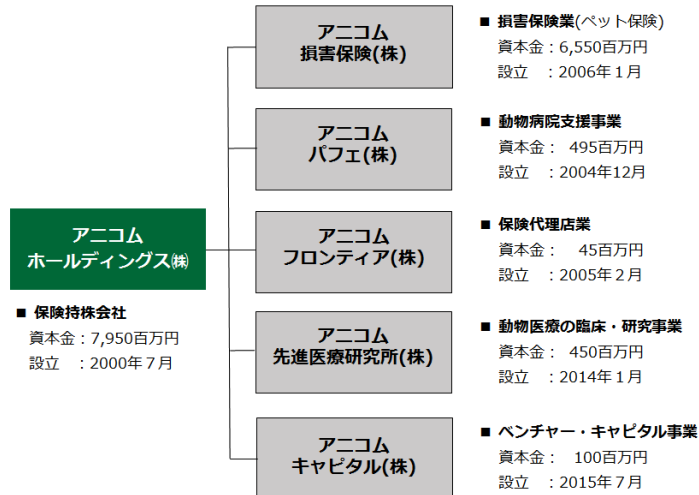 アニコム
損害保険(株)
■ 損害保険業(ペット保険)
資本金：6,550百万円
設立　：2006年１月
アニコム
パフェ(株)
■ 動物病院支援事業
資本金：　495百万円
設立　：2004年12月
アニコム
ホールディングス㈱
■ 保険持株会社
資本金：7,950百万円
設立　：2000年７月
アニコム
フロンティア(株)
■ 保険代理店業
資本金：　 45百万円
設立　：2005年２月
アニコム
先進医療研究所(株)
■ 動物医療の臨床・研究事業
資本金：　450百万円
設立　：2014年１月
アニコム
キャピタル(株)
■ ベンチャー・キャピタル事業
資本金：　100百万円
設立　：2015年７月